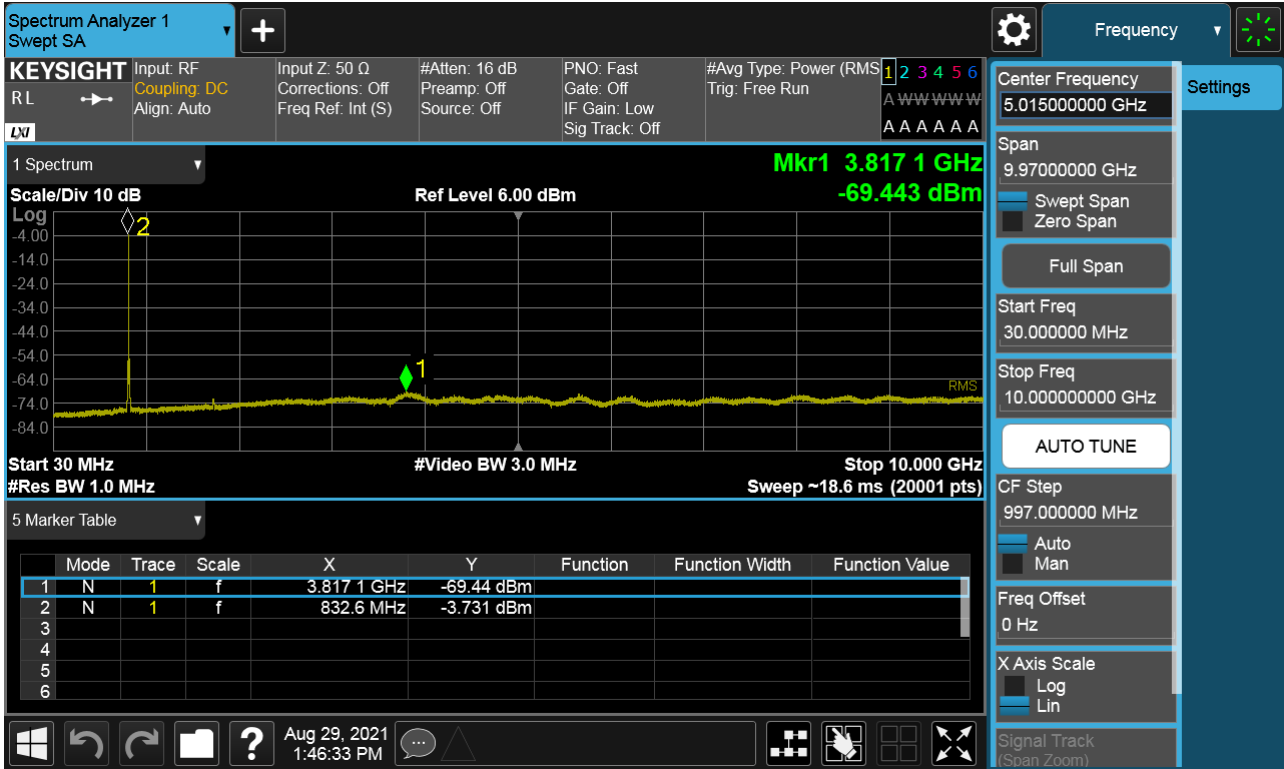 Spectrum Analyzer 1
Swept SA
Frequency
KEYSIGHT
R L
LXI
Input: RF
Coupling: DC
Align: Auto
Input Z: 50 Ω
Corrections: Off
Freq Ref: Int (S)
#Atten: 16 dB
Preamp: Off
Source: Off
PNO: Fast
Gate: Off
IF Gain: Low
Sig Track: Off
#Avg Type: Power (RMS
Trig: Free Run
1 2 3 4 5 6
A W W W W W
A A A A A A
Center Frequency
5.015000000 GHz
Settings
Span
9.97000000 GHz
Swept Span
Zero Span
Full Span
Start Freq
30.000000 MHz
Stop Freq
10.000000000 GHz
AUTO TUNE
CF Step
997.000000 MHz
Auto
Man
Freq Offset
0 Hz
X Axis Scale
Log
Lin
Signal Track
(Span Zoom)
1 Spectrum
Mkr1 3.817 1 GHz
Scale/Div 10 dB
Ref Level 6.00 dBm
-69.443 dBm
Log
2
-4.00
-14.0
-24.0
-34.0
-44.0
-54.0
1
-64.0
RMS
-74.0
-84.0
Start 30 MHz
#Video BW 3.0 MHz
Stop 10.000 GHz
#Res BW 1.0 MHz
Sweep ~18.6 ms (20001 pts)
5 Marker Table
Mode Trace Scale X Y Function Function Width Function Value
1 N 1 f 3.817 1 GHz -69.44 dBm
2 N 1 f 832.6 MHz -3.731 dBm
3
4
5
6
?
Aug 29, 2021
1:46:33 PM